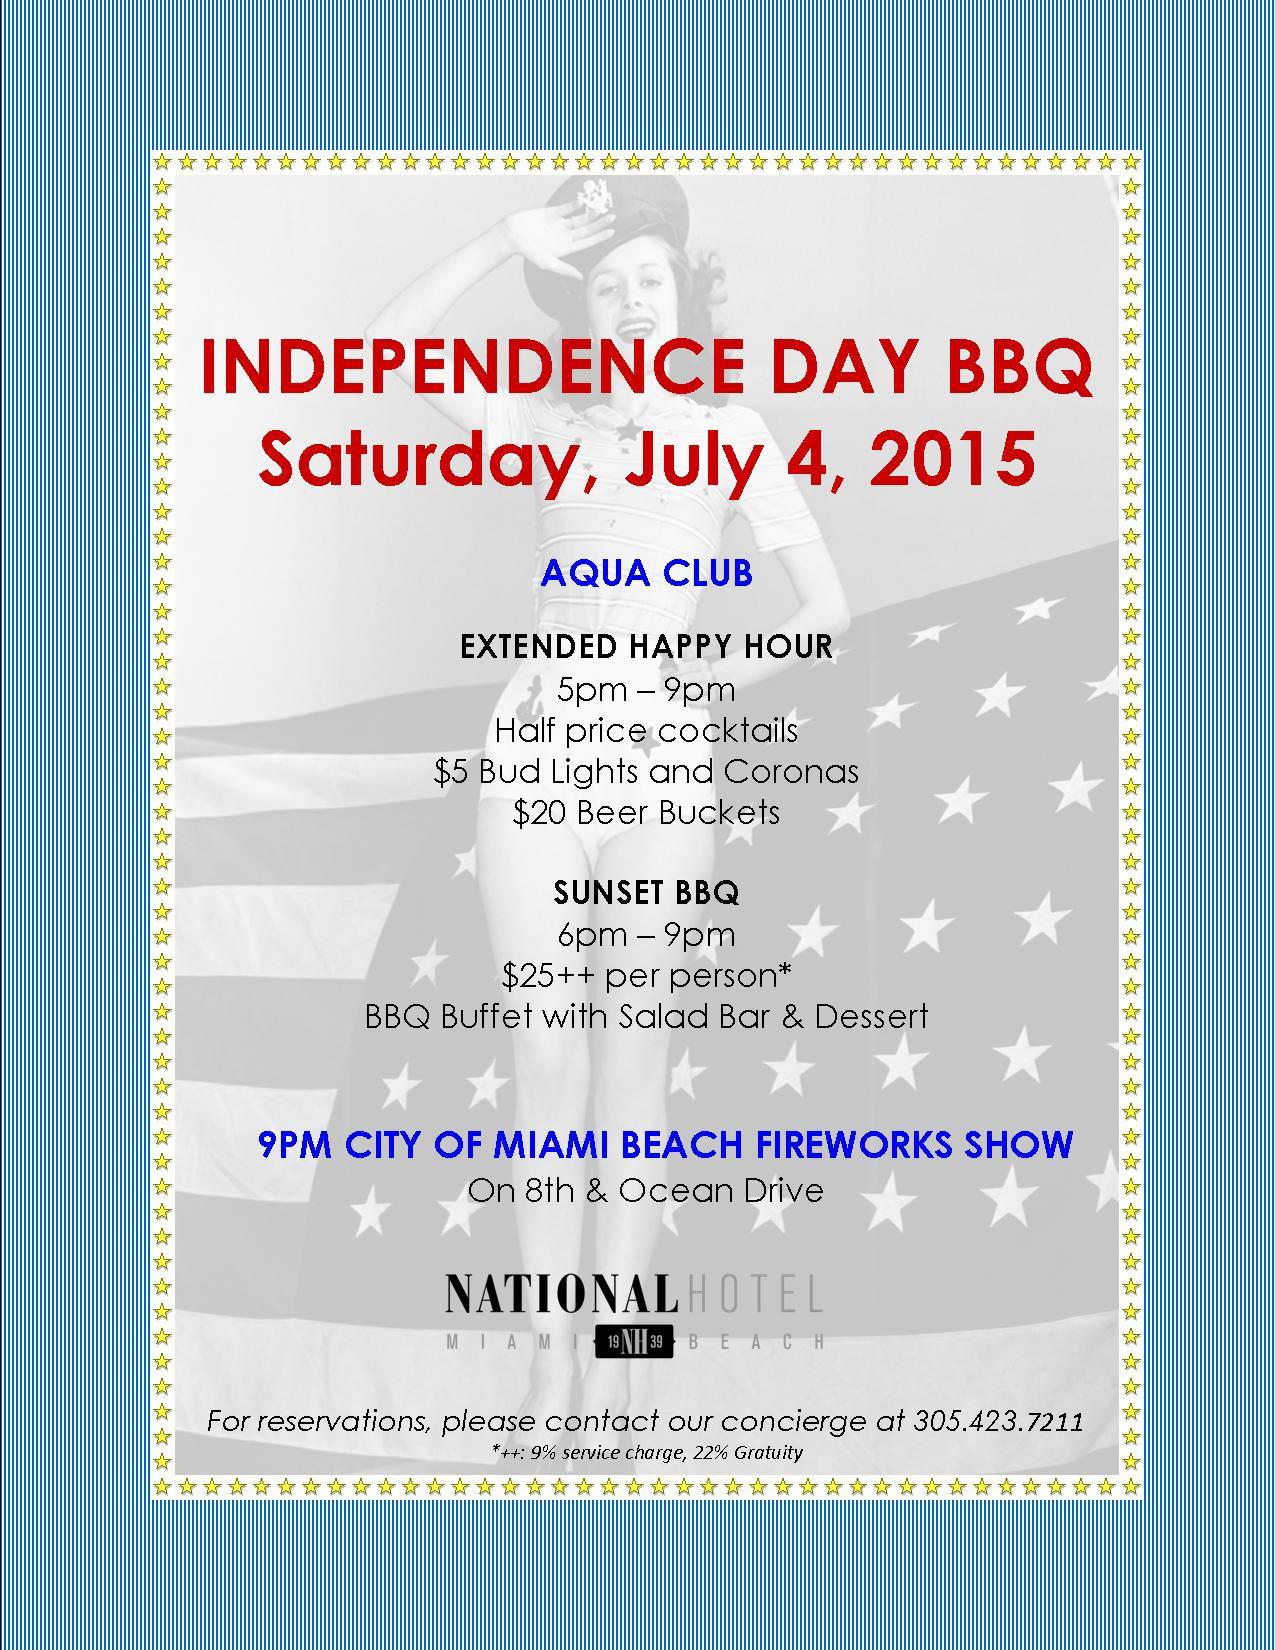 INDEPENDENCE DAY BBQ
Saturday, July 4, 2015
AQUA CLUB
EXTENDED HAPPY HOUR
5pm – 9pm
Half price cocktails
$5 Bud Lights and Coronas
$20 Beer Buckets
SUNSET BBQ
6pm – 9pm
$25++ per person*
BBQ Buffet with Salad Bar & Dessert
9PM CITY OF MIAMI BEACH FIREWORKS SHOW
On 8th & Ocean Drive
NATIONAL HOTEL
MIAMI 19 NH 39 BEACH
For reservations, please contact our concierge at 305.423.7211
*++: 9% service charge, 22% Gratuity